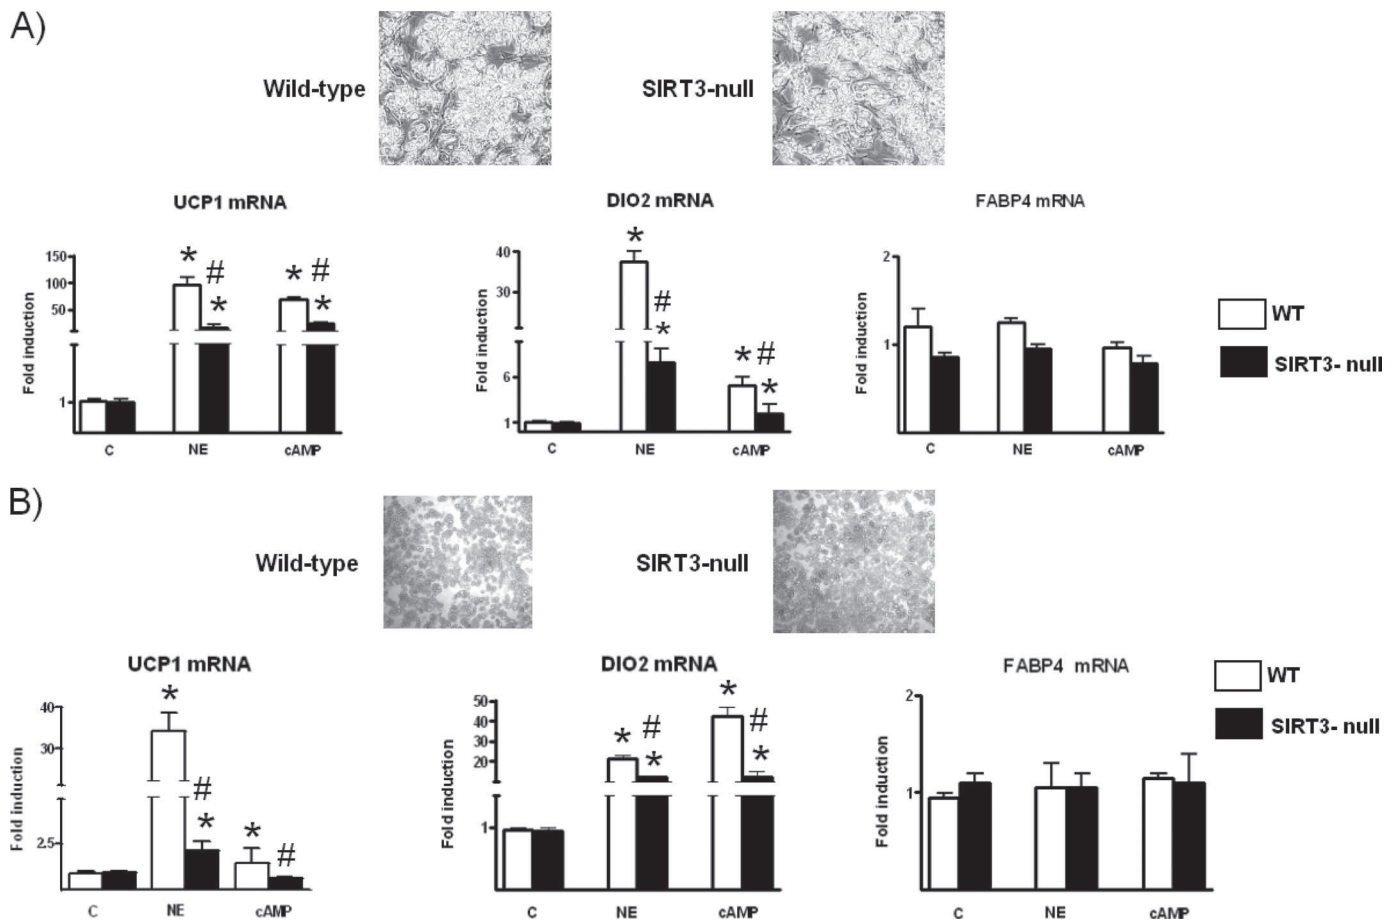 A)
Wild-type
SIRT3-null
UCP1 mRNA
DIO2 mRNA
FABP4 mRNA
Fold induction
150
100
50
1
* # * * # *
C NE cAMP
Fold induction
40
30
6
1
* # * * # *
C NE cAMP
Fold induction
2
1
C NE cAMP
WT
SIRT3- null
B)
Wild-type
SIRT3-null
UCP1 mRNA
DIO2 mRNA
FABP4 mRNA
Fold induction
40
30
2.5
* # * * #
C NE cAMP
Fold induction
50
40
30
20
1
* # * * # *
C NE cAMP
Fold induction
2
1
C NE cAMP
WT
SIRT3- null